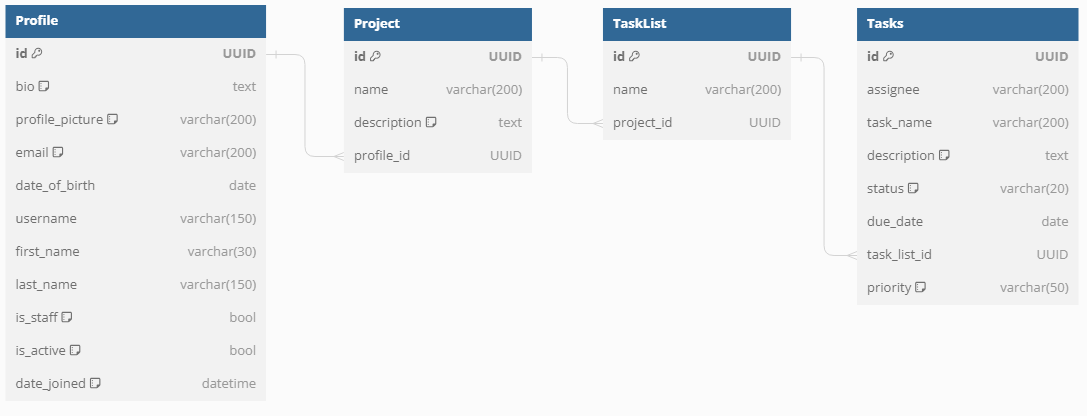 Profile
id UUID
bio text
profile_picture varchar(200)
email varchar(200)
date_of_birth date
username varchar(150)
first_name varchar(30)
last_name varchar(150)
is_staff bool
is_active bool
date_joined datetime
Project
id UUID
name varchar(200)
description text
profile_id UUID
TaskList
id UUID
name varchar(200)
project_id UUID
Tasks
id UUID
assignee varchar(200)
task_name varchar(200)
description text
status varchar(20)
due_date date
task_list_id UUID
priority varchar(50)